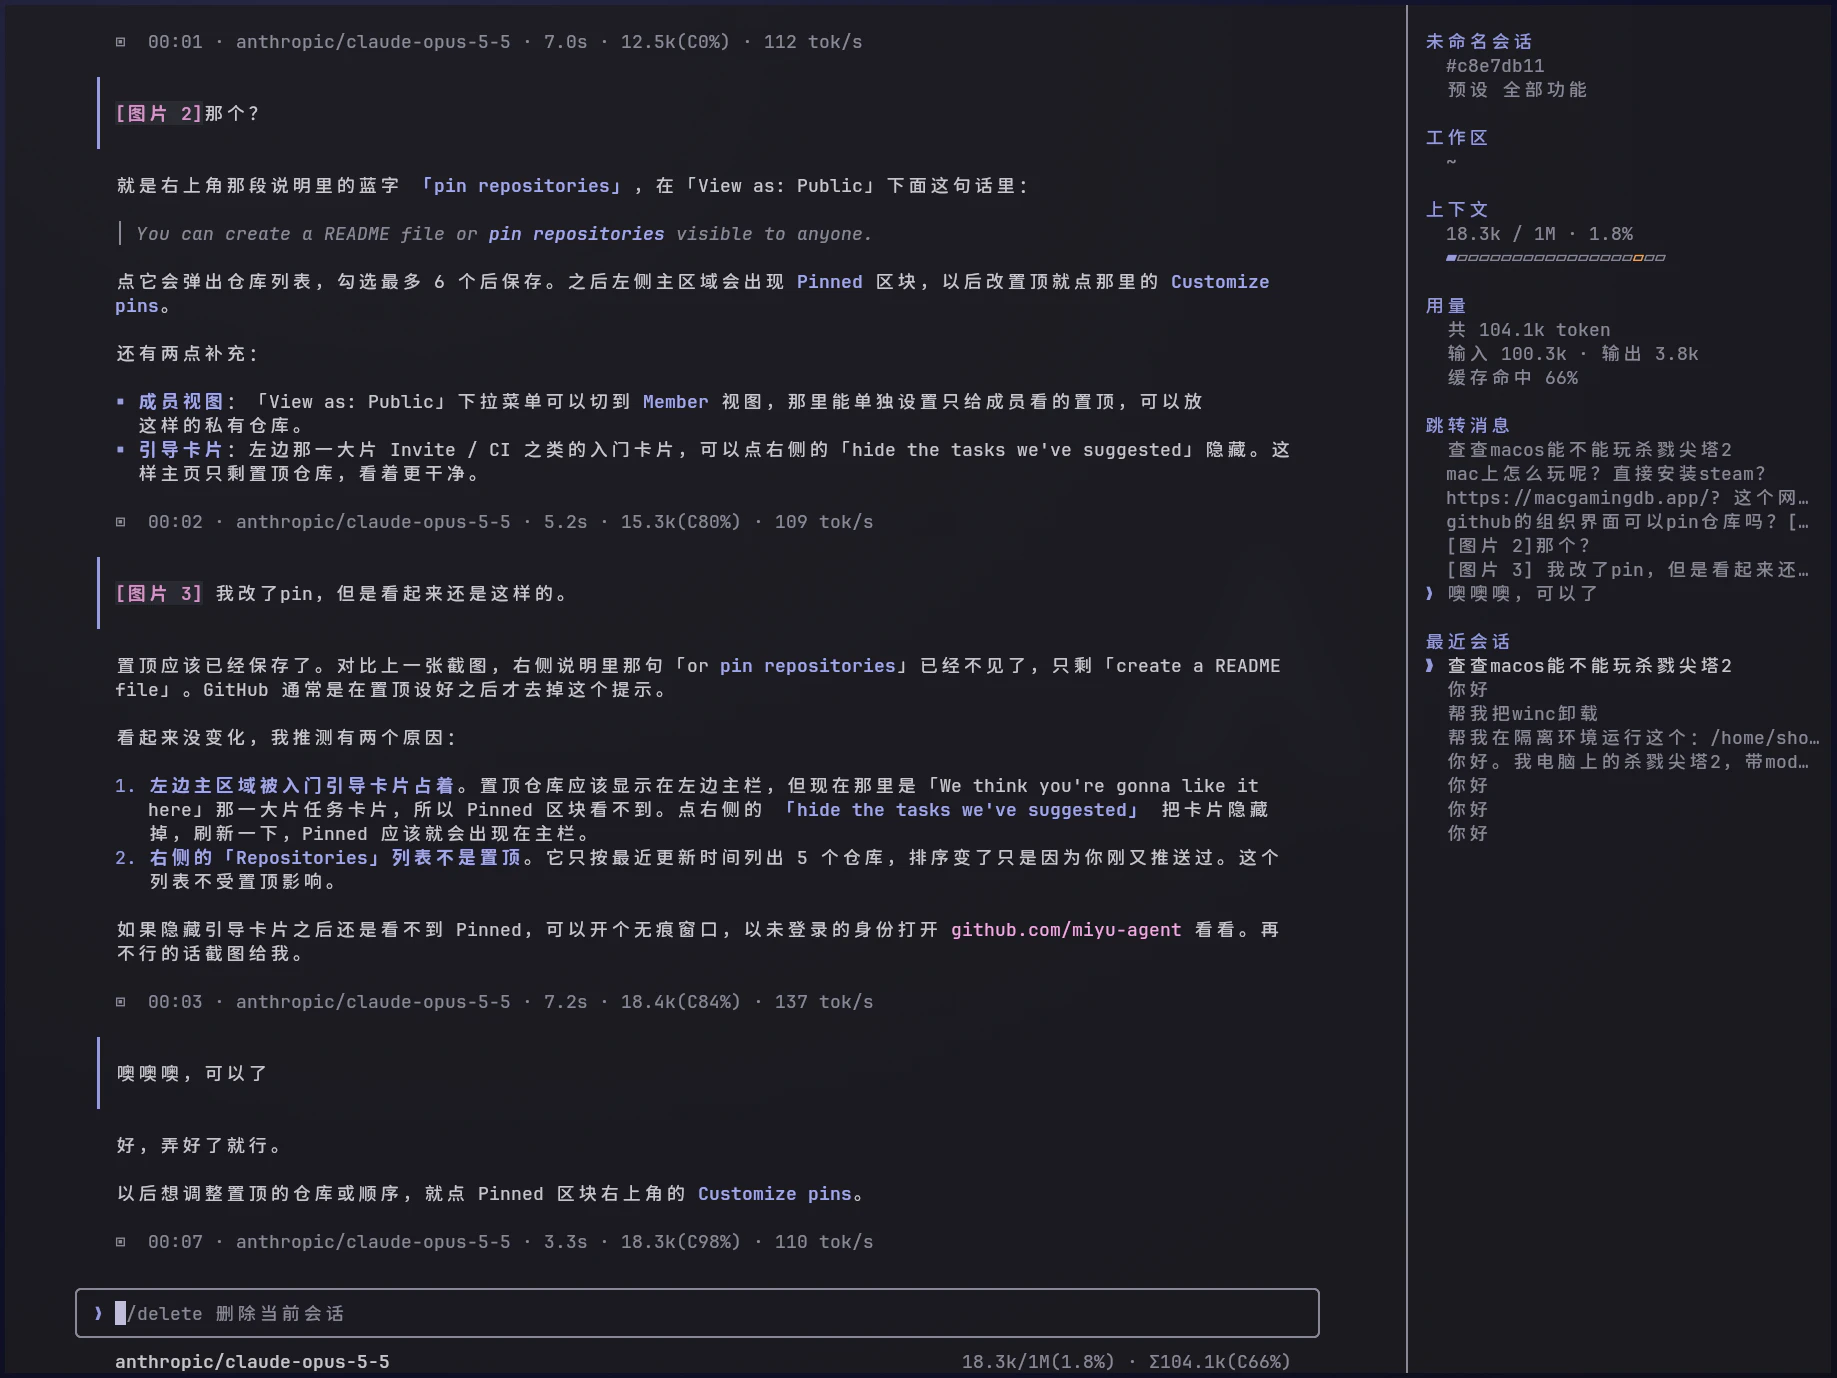 ▣ 00:01 · anthropic/claude-opus-5-5 · 7.0s · 12.5k(C0%) · 112 tok/s
[图片 2]那个？
就是右上角那段说明里的蓝字 「pin repositories」，在「View as: Public」下面这句话里：
You can create a README file or pin repositories visible to anyone.
点它会弹出仓库列表，勾选最多 6 个后保存。之后左侧主区域会出现 Pinned 区块，以后改置顶就点那里的 Customize
pins。
还有两点补充：
▪ 成员视图：「View as: Public」下拉菜单可以切到 Member 视图，那里能单独设置只给成员看的置顶，可以放
这样的私有仓库。
▪ 引导卡片：左边那一大片 Invite / CI 之类的入门卡片，可以点右侧的「hide the tasks we've suggested」隐藏。这
样主页只剩置顶仓库，看着更干净。
▣ 00:02 · anthropic/claude-opus-5-5 · 5.2s · 15.3k(C80%) · 109 tok/s
[图片 3] 我改了pin，但是看起来还是这样的。
置顶应该已经保存了。对比上一张截图，右侧说明里那句「or pin repositories」已经不见了，只剩「create a README
file」。GitHub 通常是在置顶设好之后才去掉这个提示。
看起来没变化，我推测有两个原因：
1. 左边主区域被入门引导卡片占着。置顶仓库应该显示在左边主栏，但现在那里是「We think you're gonna like it
here」那一大片任务卡片，所以 Pinned 区块看不到。点右侧的 「hide the tasks we've suggested」 把卡片隐藏
掉，刷新一下，Pinned 应该就会出现在主栏。
2. 右侧的「Repositories」列表不是置顶。它只按最近更新时间列出 5 个仓库，排序变了只是因为你刚又推送过。这个
列表不受置顶影响。
如果隐藏引导卡片之后还是看不到 Pinned，可以开个无痕窗口，以未登录的身份打开 github.com/miyu-agent 看看。再
不行的话截图给我。
▣ 00:03 · anthropic/claude-opus-5-5 · 7.2s · 18.4k(C84%) · 137 tok/s
噢噢噢，可以了
好，弄好了就行。
以后想调整置顶的仓库或顺序，就点 Pinned 区块右上角的 Customize pins。
▣ 00:07 · anthropic/claude-opus-5-5 · 3.3s · 18.3k(C98%) · 110 tok/s
❯ /delete 删除当前会话
anthropic/claude-opus-5-5
18.3k/1M(1.8%) · Σ104.1k(C66%)
未命名会话
#c8e7db11
预设 全部功能
工作区
~
上下文
18.3k / 1M · 1.8%
用量
共 104.1k token
输入 100.3k · 输出 3.8k
缓存命中 66%
跳转消息
查查macos能不能玩杀戮尖塔2
mac上怎么玩呢？直接安装steam？
https://macgamingdb.app/? 这个网…
github的组织界面可以pin仓库吗？[…
[图片 2]那个？
[图片 3] 我改了pin，但是看起来还…
❯ 噢噢噢，可以了
最近会话
❯ 查查macos能不能玩杀戮尖塔2
你好
帮我把winc卸载
帮我在隔离环境运行这个：/home/sho…
你好。我电脑上的杀戮尖塔2，带mod…
你好
你好
你好